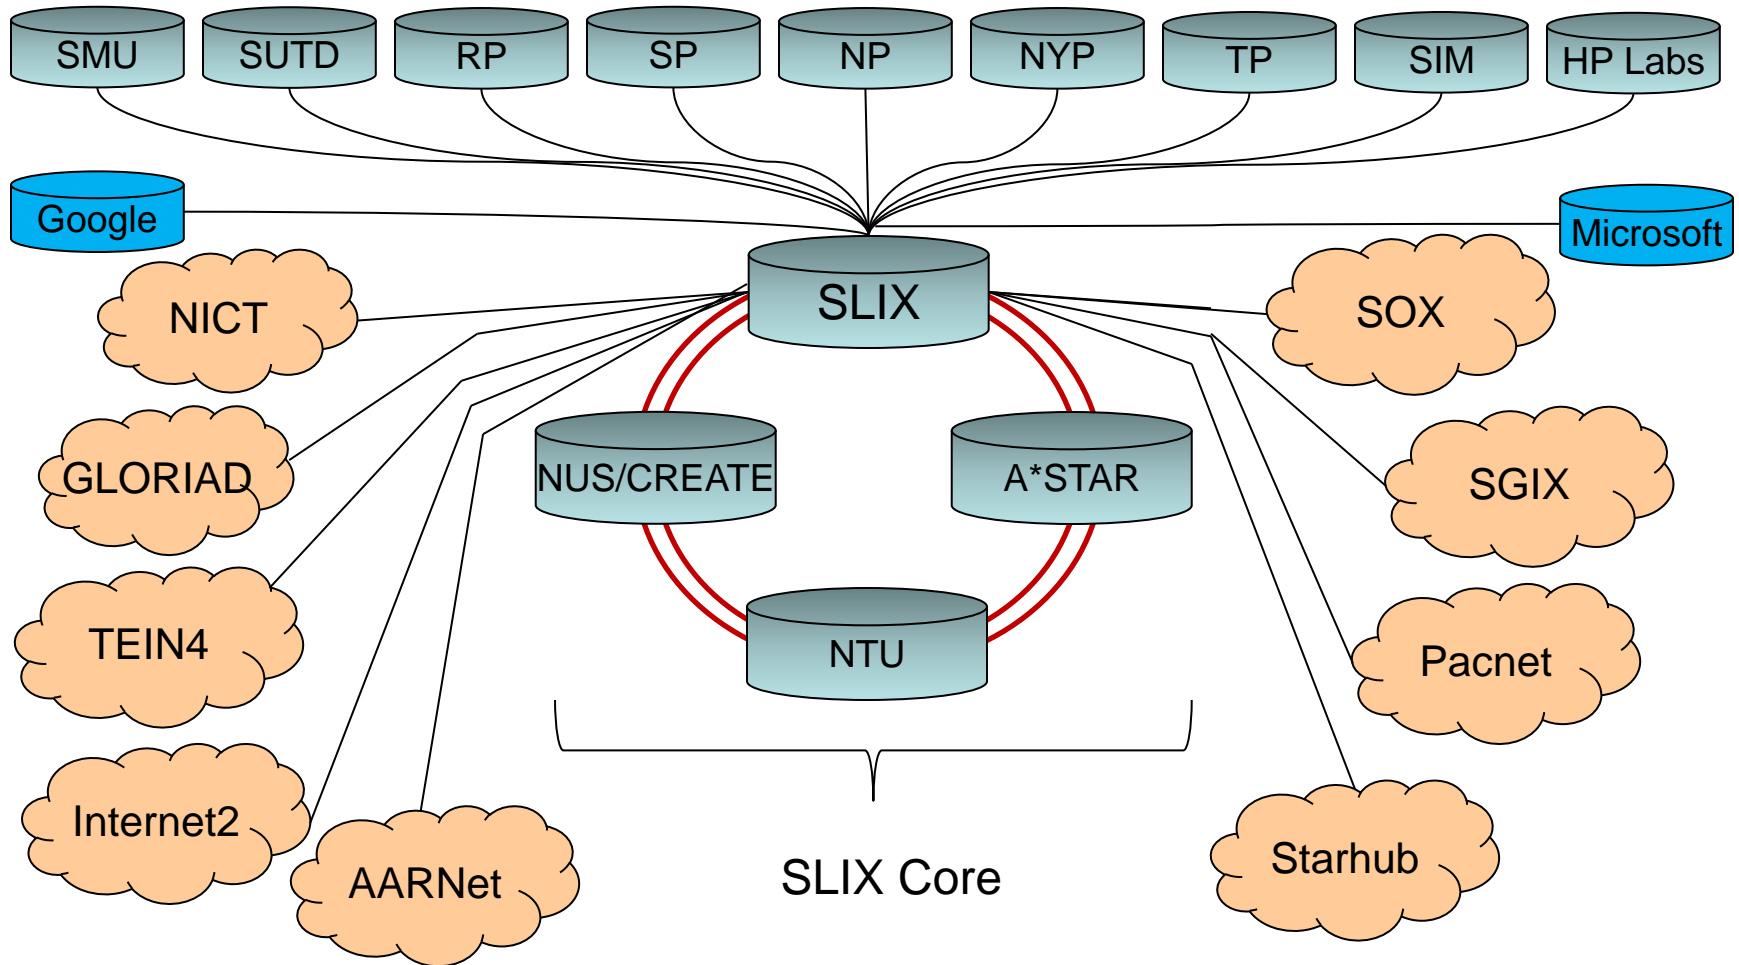 SMU
SUTD
RP
SP
NP
NYP
TP
SIM
HP Labs
Google
Microsoft
NICT
SLIX
SOX
GLORIAD
NUS/CREATE
A*STAR
SGIX
TEIN4
NTU
Pacnet
Internet2
AARNet
SLIX Core
Starhub